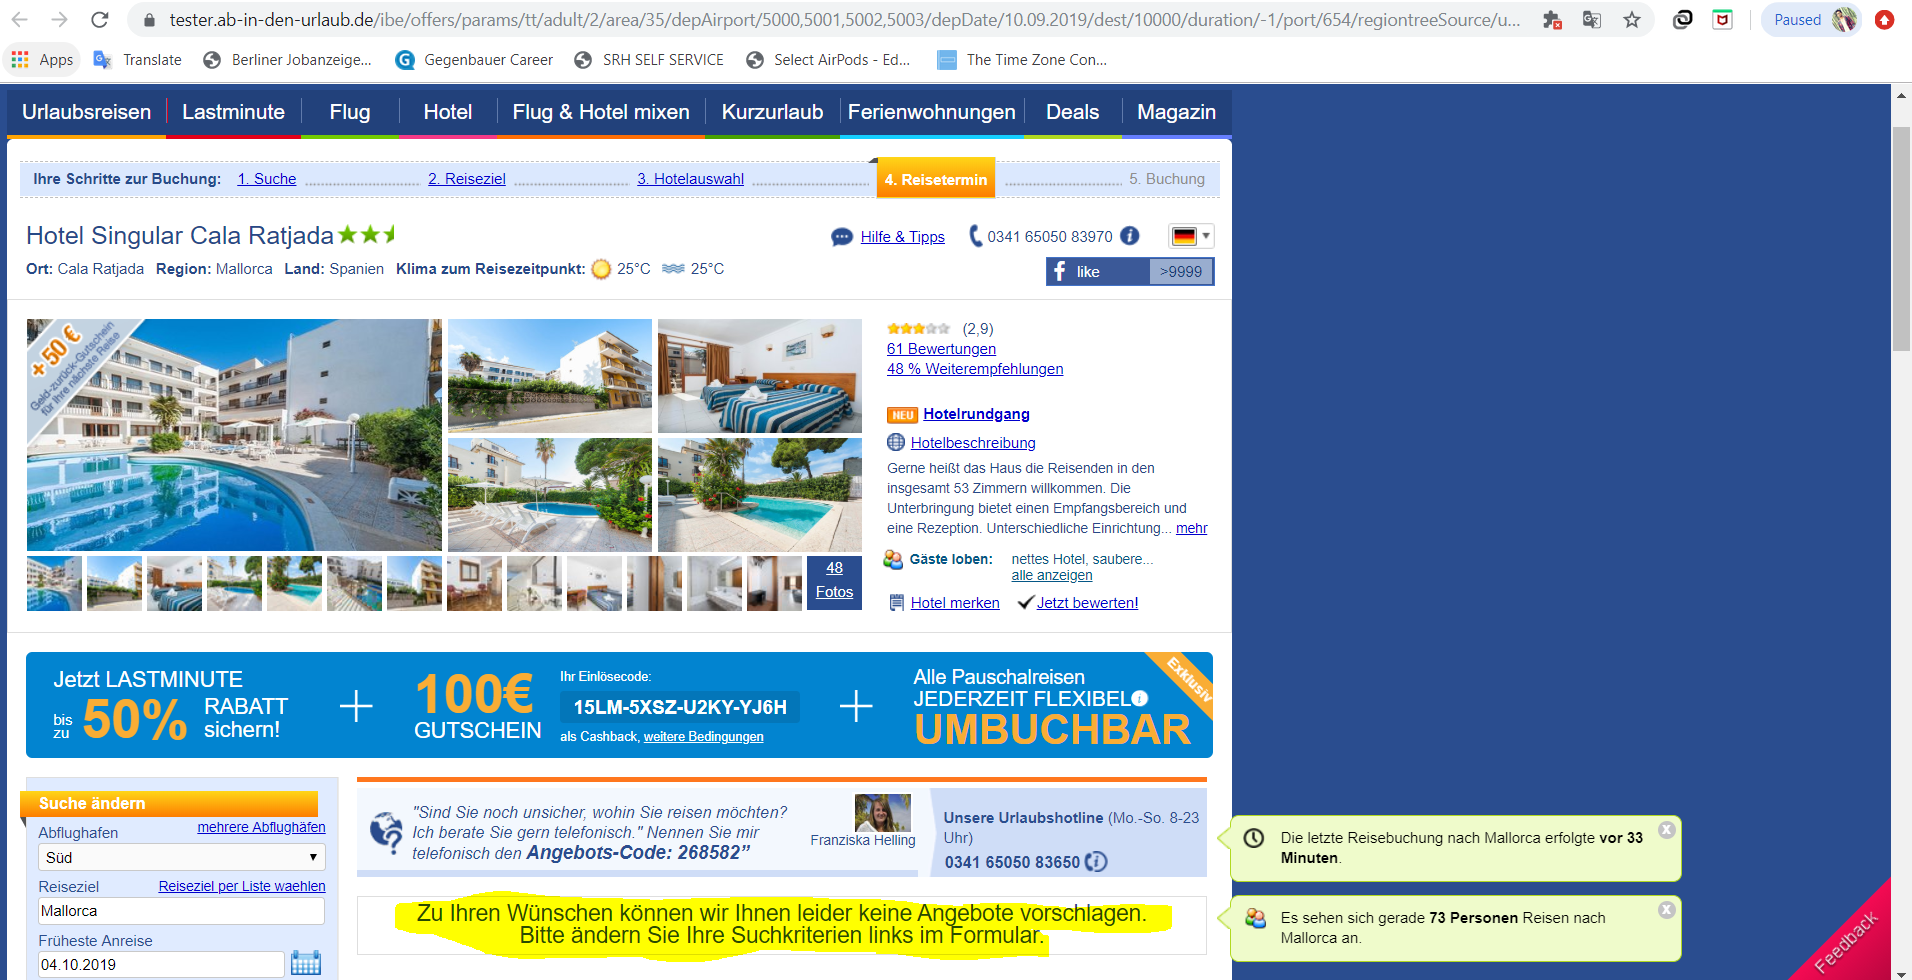 tester.ab-in-den-urlaub.de/ibe/offers/params/tt/adult/2/area/35/depAirport/5000,5001,5002,5003/depDate/10.09.2019/dest/10000/duration/-1/port/654/regiontreeSource/u...
Paused
Apps
Translate
Berliner Jobanzeige...
Gegenbauer Career
SRH SELF SERVICE
Select AirPods - Ed...
The Time Zone Con...
Urlaubsreisen
Lastminute
Flug
Hotel
Flug & Hotel mixen
Kurzurlaub
Ferienwohnungen
Deals
Magazin
Ihre Schritte zur Buchung:
1. Suche
2. Reiseziel
3. Hotelauswahl
4. Reisetermin
5. Buchung
Hotel Singular Cala Ratjada
Hilfe & Tipps
0341 65050 83970
Ort: Cala Ratjada Region: Mallorca Land: Spanien Klima zum Reisezeitpunkt: 25°C 25°C
like >9999
+50 €
Geld-zurück-Gutschein
für Ihre nächste Reise
(2,9)
61 Bewertungen
48 % Weiterempfehlungen
NEU Hotelrundgang
Hotelbeschreibung
Gerne heißt das Haus die Reisenden in den
insgesamt 53 Zimmern willkommen. Die
Unterbringung bietet einen Empfangsbereich und
eine Rezeption. Unterschiedliche Einrichtung... mehr
Gäste loben: nettes Hotel, saubere...
alle anzeigen
Hotel merken
Jetzt bewerten!
48
Fotos
Jetzt LASTMINUTE
bis
zu
50%
RABATT
sichern!
100€
GUTSCHEIN
Ihr Einlösecode:
15LM-5XSZ-U2KY-YJ6H
als Cashback, weitere Bedingungen
Alle Pauschalreisen
JEDERZEIT FLEXIBEL
UMBUCHBAR
Exklusiv
Suche ändern
Abflughafen
mehrere Abflughäfen
Süd
Reiseziel
Reiseziel per Liste waehlen
Mallorca
Früheste Anreise
04.10.2019
"Sind Sie noch unsicher, wohin Sie reisen möchten?
Ich berate Sie gern telefonisch." Nennen Sie mir
telefonisch den Angebots-Code: 268582”
Franziska Helling
Unsere Urlaubshotline (Mo.-So. 8-23
Uhr)
0341 65050 83650
Zu Ihren Wünschen können wir Ihnen leider keine Angebote vorschlagen.
Bitte ändern Sie Ihre Suchkriterien links im Formular.
Die letzte Reisebuchung nach Mallorca erfolgte vor 33
Minuten.
Es sehen sich gerade 73 Personen Reisen nach
Mallorca an.
Feedback